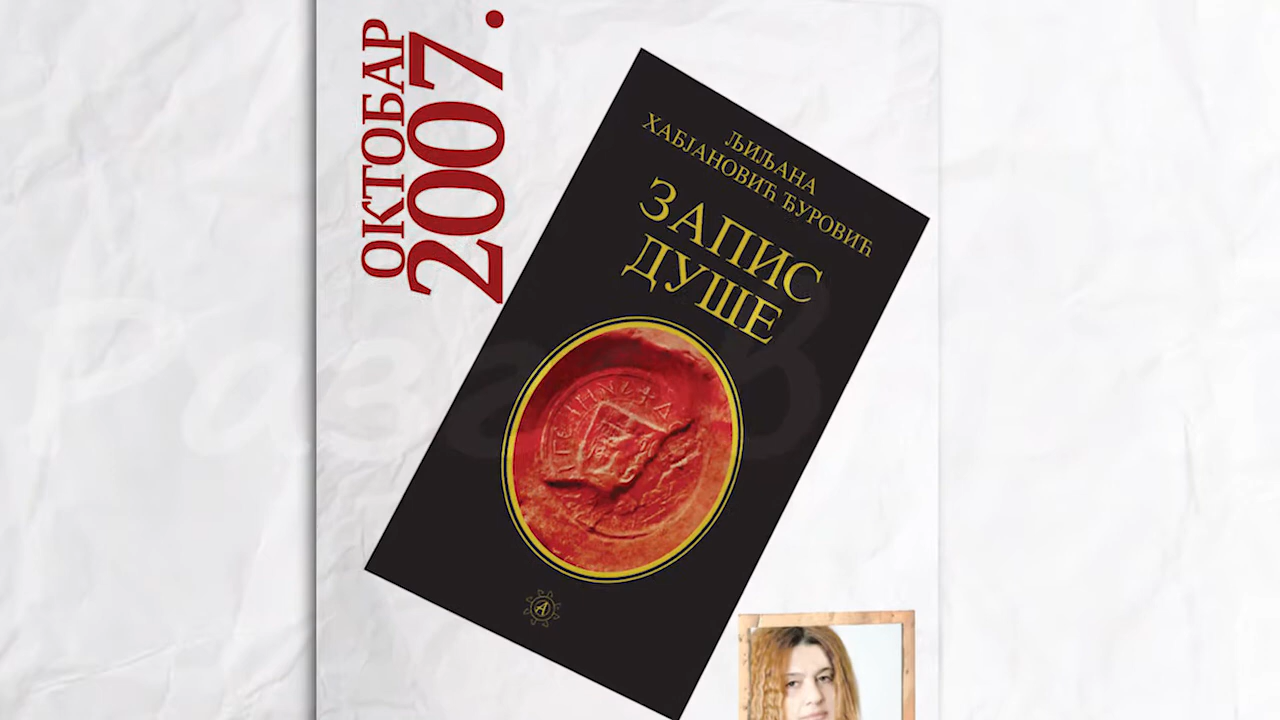 ОКТОБАР
2007.
ЉИЉАНА
ХАБЈАНОВИЋ ЂУРОВИЋ
ЗАПИС
ДУШЕ